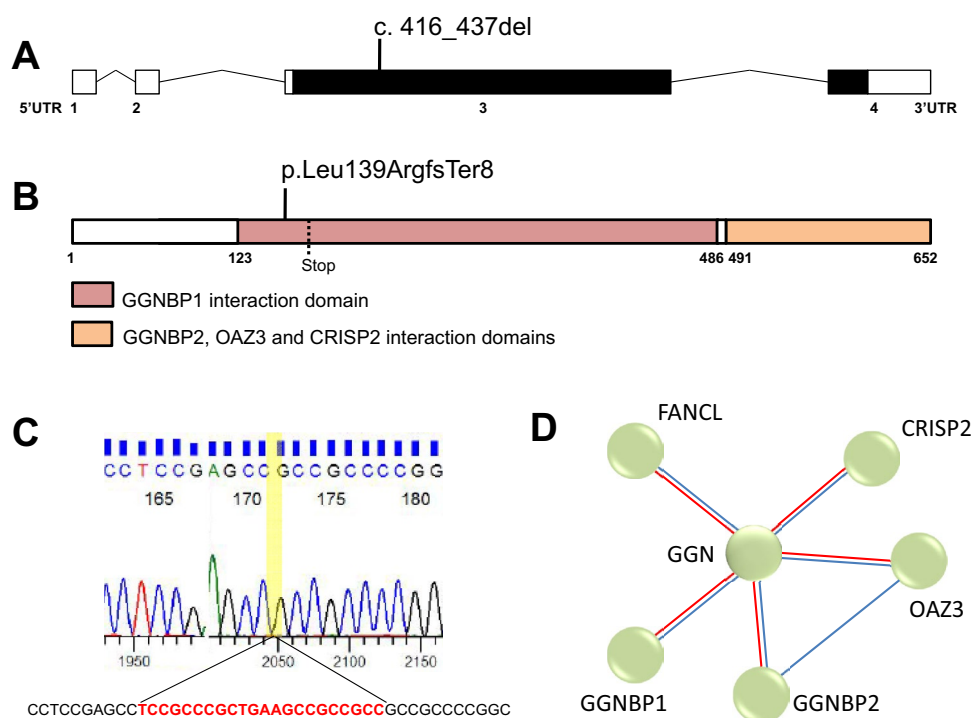 A
c. 416_437del
5'UTR 1 2 3 4 3'UTR
B
p.Leu139ArgfsTer8
1 123 Stop 486 491 652
GGNBP1 interaction domain
GGNBP2, OAZ3 and CRISP2 interaction domains
C
CCTCCGAGCCGCCGCCCCGG
165 170 175 180
1950 2050 2100 2150
CCTCCGAGCCTCCGCCCGCTGAAGCCGCCGCCGCCGCCCCGGC
D
FANCL
CRISP2
GGN
OAZ3
GGNBP1
GGNBP2